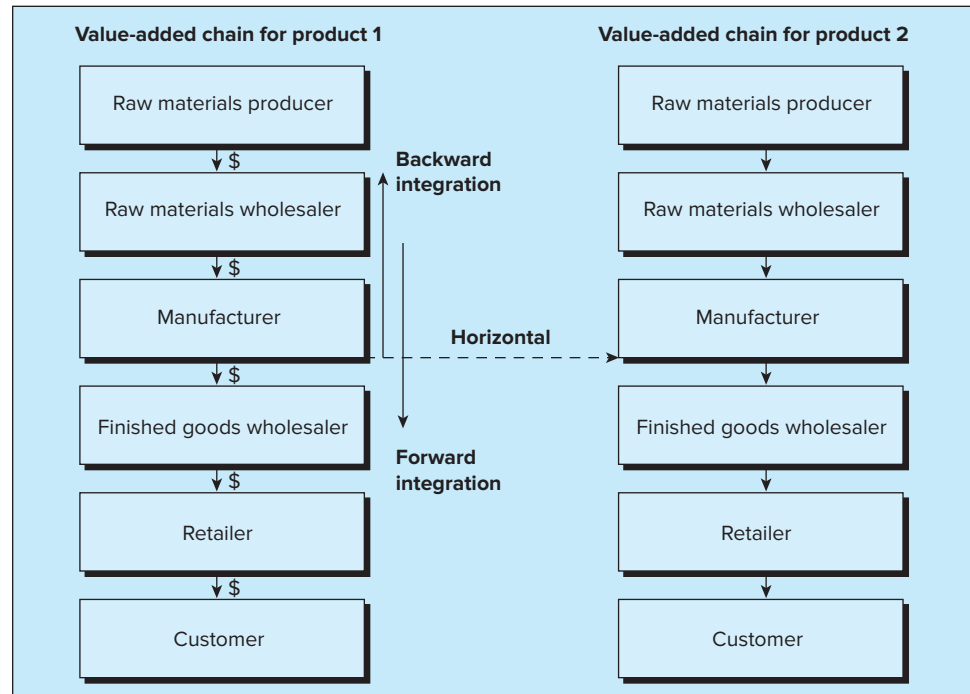 Value-added chain for product 1
Raw materials producer
$
Raw materials wholesaler
$
Manufacturer
$
Finished goods wholesaler
$
Retailer
$
Customer
Backward
integration
Horizontal
Forward
integration
Value-added chain for product 2
Raw materials producer
Raw materials wholesaler
Manufacturer
Finished goods wholesaler
Retailer
Customer